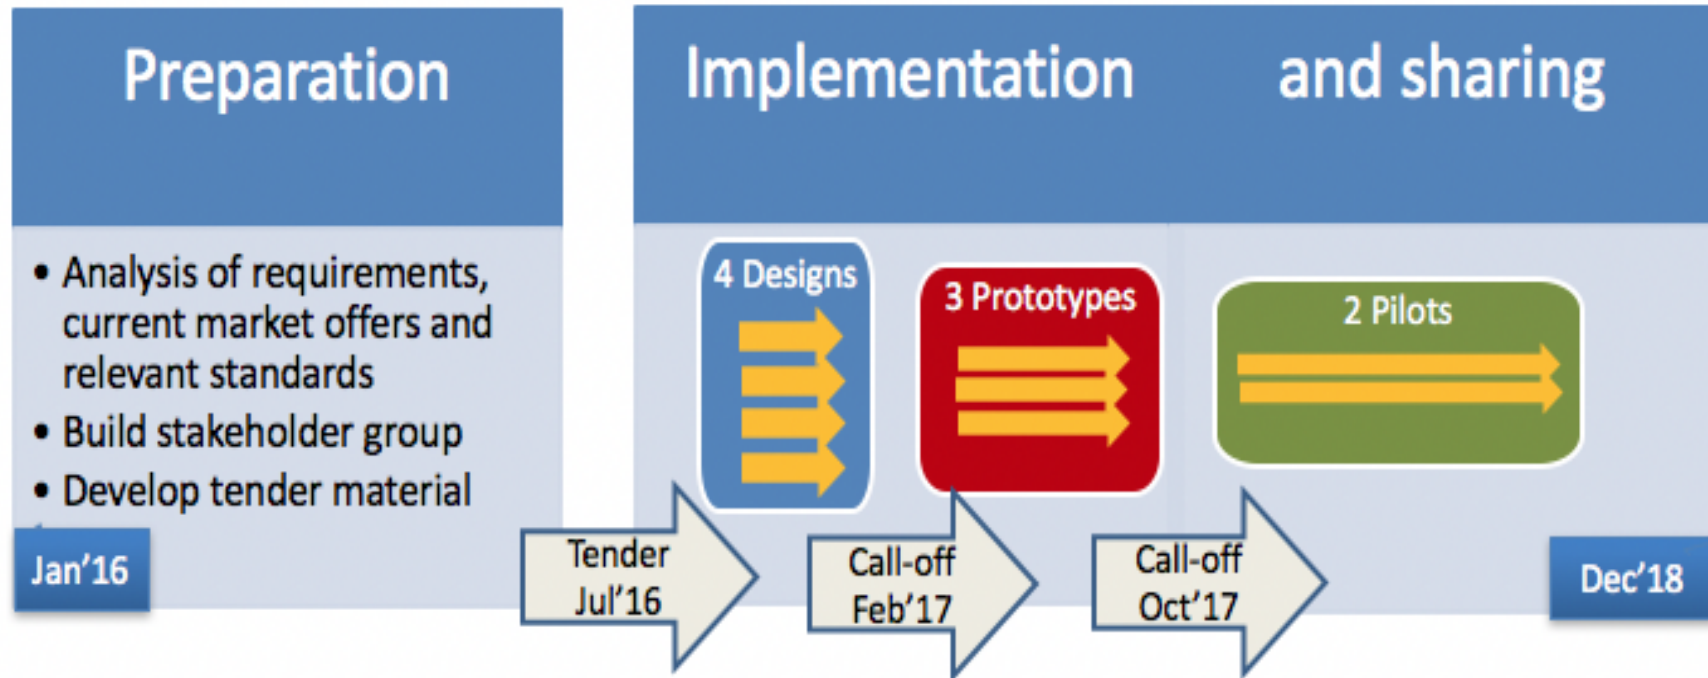 Preparation
• Analysis of requirements,
current market offers and
relevant standards
• Build stakeholder group
• Develop tender material
Jan’16
Implementation and sharing
4 Designs
3 Prototypes
2 Pilots
Tender
Jul’16
Call-off
Feb’17
Call-off
Oct’17
Dec’18